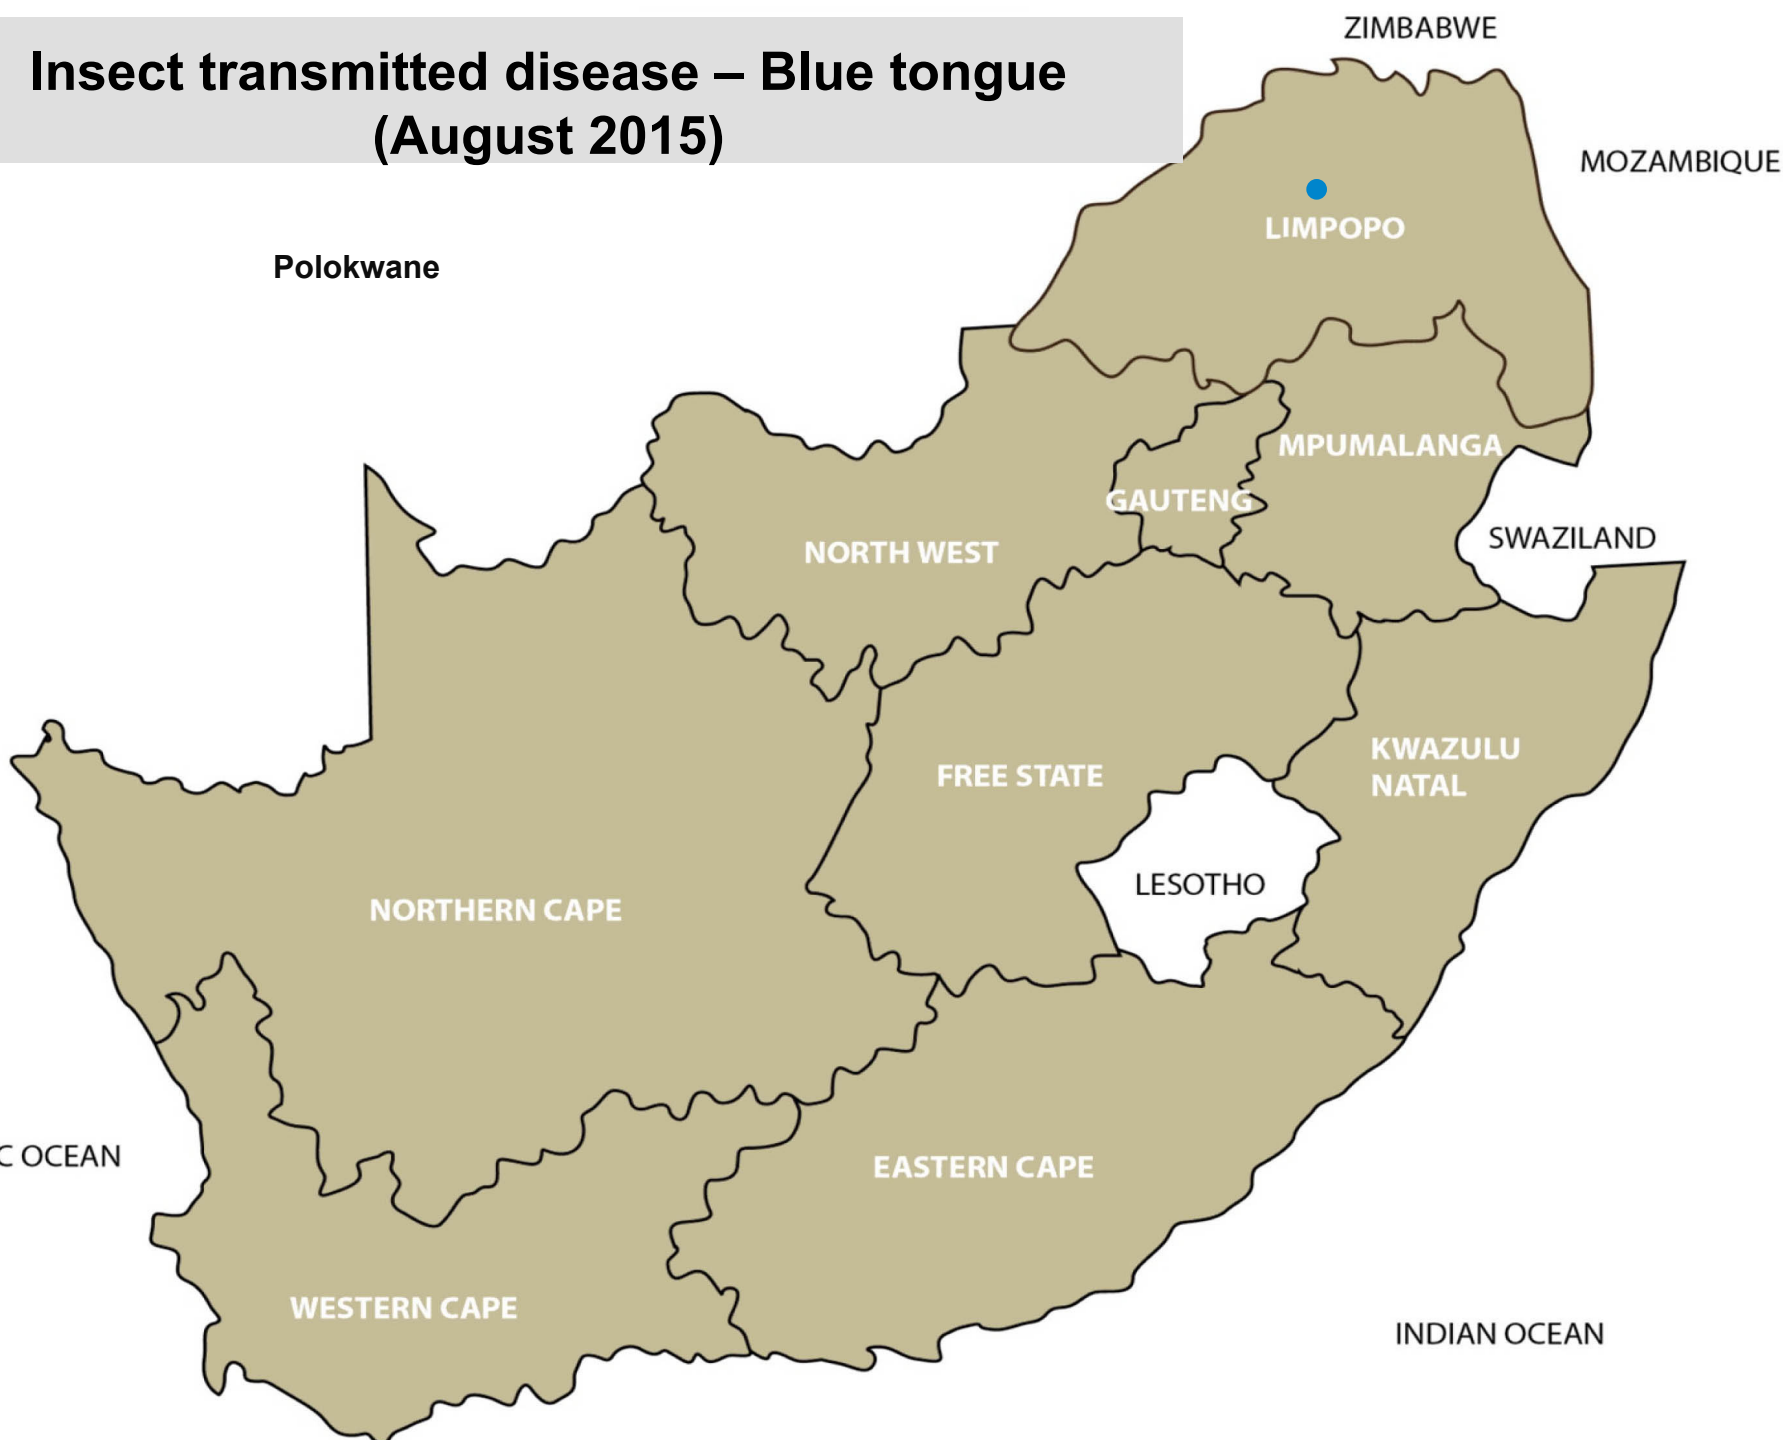 Insect transmitted disease – Blue tongue
(August 2015)
ZIMBABWE
MOZAMBIQUE
LIMPOPO
Polokwane
MPUMALANGA
GAUTENG
SWAZILAND
NORTH WEST
KWAZULU
NATAL
FREE STATE
LESOTHO
NORTHERN CAPE
C OCEAN
EASTERN CAPE
WESTERN CAPE
INDIAN OCEAN